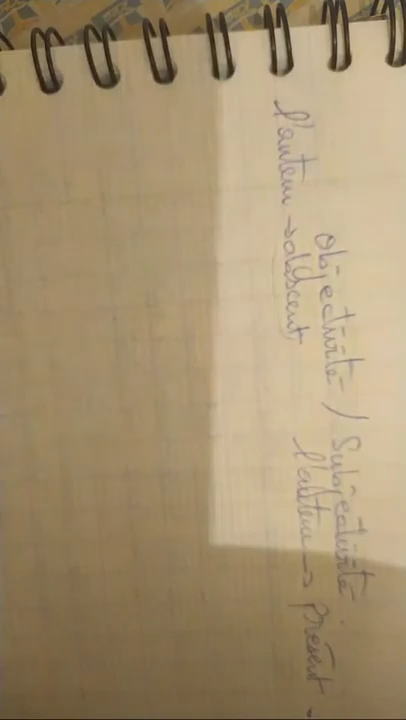 Objectivité / Subjectivité.
l'auteur → absent, l'auteur → présent.